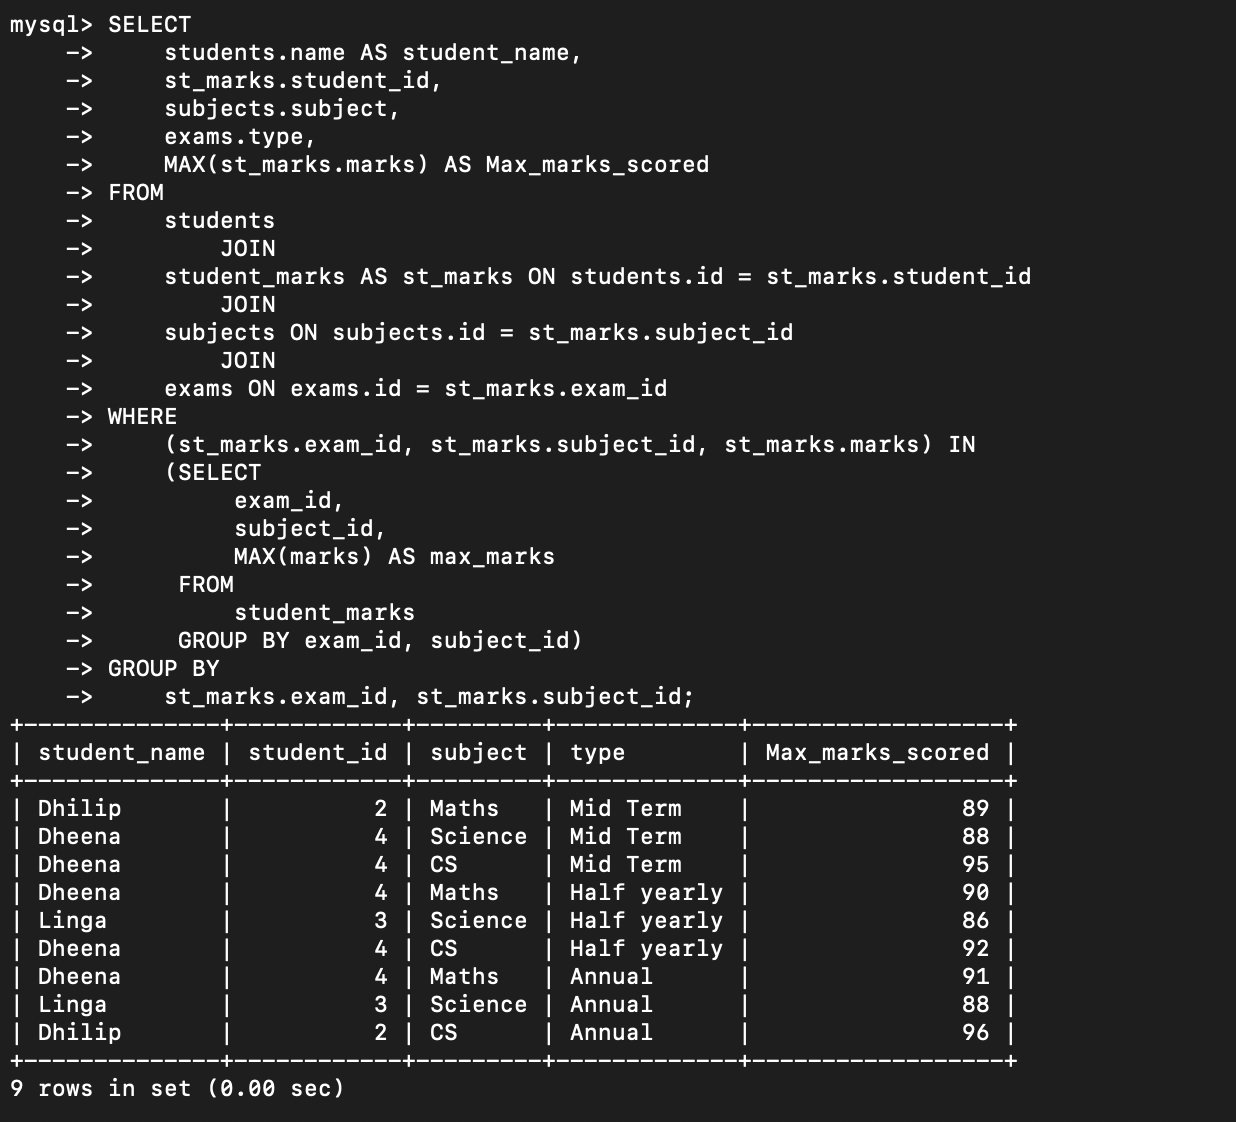 mysql> SELECT
    ->     students.name AS student_name,
    ->     st_marks.student_id,
    ->     subjects.subject,
    ->     exams.type,
    ->     MAX(st_marks.marks) AS Max_marks_scored
    -> FROM
    ->     students
    ->         JOIN
    ->     student_marks AS st_marks ON students.id = st_marks.student_id
    ->         JOIN
    ->     subjects ON subjects.id = st_marks.subject_id
    ->         JOIN
    ->     exams ON exams.id = st_marks.exam_id
    -> WHERE
    ->     (st_marks.exam_id, st_marks.subject_id, st_marks.marks) IN
    ->     (SELECT
    ->          exam_id,
    ->          subject_id,
    ->          MAX(marks) AS max_marks
    ->      FROM
    ->          student_marks
    ->      GROUP BY exam_id, subject_id)
    -> GROUP BY
    ->     st_marks.exam_id, st_marks.subject_id;
+--------------+------------+---------+-------------+------------------+
| student_name | student_id | subject | type        | Max_marks_scored |
+--------------+------------+---------+-------------+------------------+
| Dhilip       |          2 | Maths   | Mid Term    |               89 |
| Dheena       |          4 | Science | Mid Term    |               88 |
| Dheena       |          4 | CS      | Mid Term    |               95 |
| Dheena       |          4 | Maths   | Half yearly |               90 |
| Linga        |          3 | Science | Half yearly |               86 |
| Dheena       |          4 | CS      | Half yearly |               92 |
| Dheena       |          4 | Maths   | Annual      |               91 |
| Linga        |          3 | Science | Annual      |               88 |
| Dhilip       |          2 | CS      | Annual      |               96 |
+--------------+------------+---------+-------------+------------------+
9 rows in set (0.00 sec)